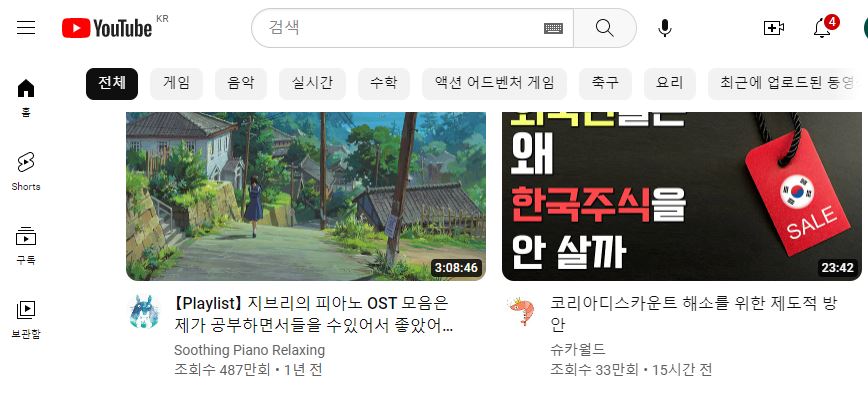 YouTube KR
검색
4
전체 게임 음악 실시간 수학 액션 어드벤처 게임 축구 요리 최근에 업로드된 동영
홈
Shorts
구독
보관함
3:08:46
【Playlist】 지브리의 피아노 OST 모음은
제가 공부하면서들을 수있어서 좋았어...
Soothing Piano Relaxing
조회수 487만회 • 1년 전
외국인들은
왜
한국주식을
안 살까
SALE
23:42
코리아디스카운트 해소를 위한 제도적 방
안
슈카월드
조회수 33만회 • 15시간 전